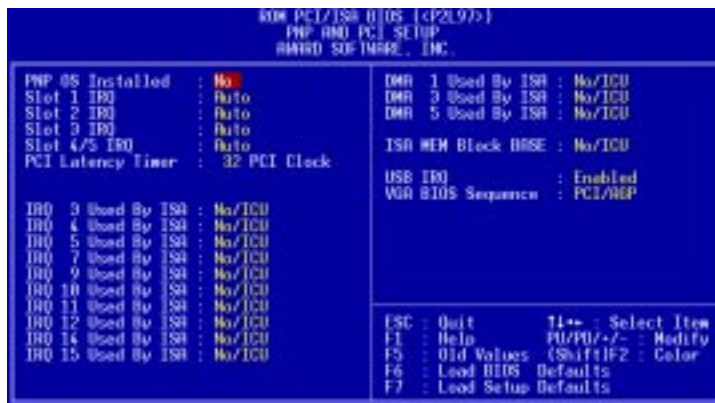 ROM PCI/ISA BIOS (<P2L97>)
PNP AND PCI SETUP
AWARD SOFTWARE, INC.
PNP OS Installed : No
Slot 1 IRQ : Auto
Slot 2 IRQ : Auto
Slot 3 IRQ : Auto
Slot 4/5 IRQ : Auto
PCI Latency Timer : 32 PCI Clock
IRQ 3 Used By ISA : No/ICU
IRQ 4 Used By ISA : No/ICU
IRQ 5 Used By ISA : No/ICU
IRQ 7 Used By ISA : No/ICU
IRQ 9 Used By ISA : No/ICU
IRQ 10 Used By ISA : No/ICU
IRQ 11 Used By ISA : No/ICU
IRQ 12 Used By ISA : No/ICU
IRQ 14 Used By ISA : No/ICU
IRQ 15 Used By ISA : No/ICU
DMA 1 Used By ISA : No/ICU
DMA 3 Used By ISA : No/ICU
DMA 5 Used By ISA : No/ICU
ISA MEM Block BASE : No/ICU
USB IRQ : Enabled
VGA BIOS Sequence : PCI/AGP
ESC : Quit ↑↓→← : Select Item
F1 : Help PU/PD/+/- : Modify
F5 : Old Values (Shift)F2 : Color
F6 : Load BIOS Defaults
F7 : Load Setup Defaults